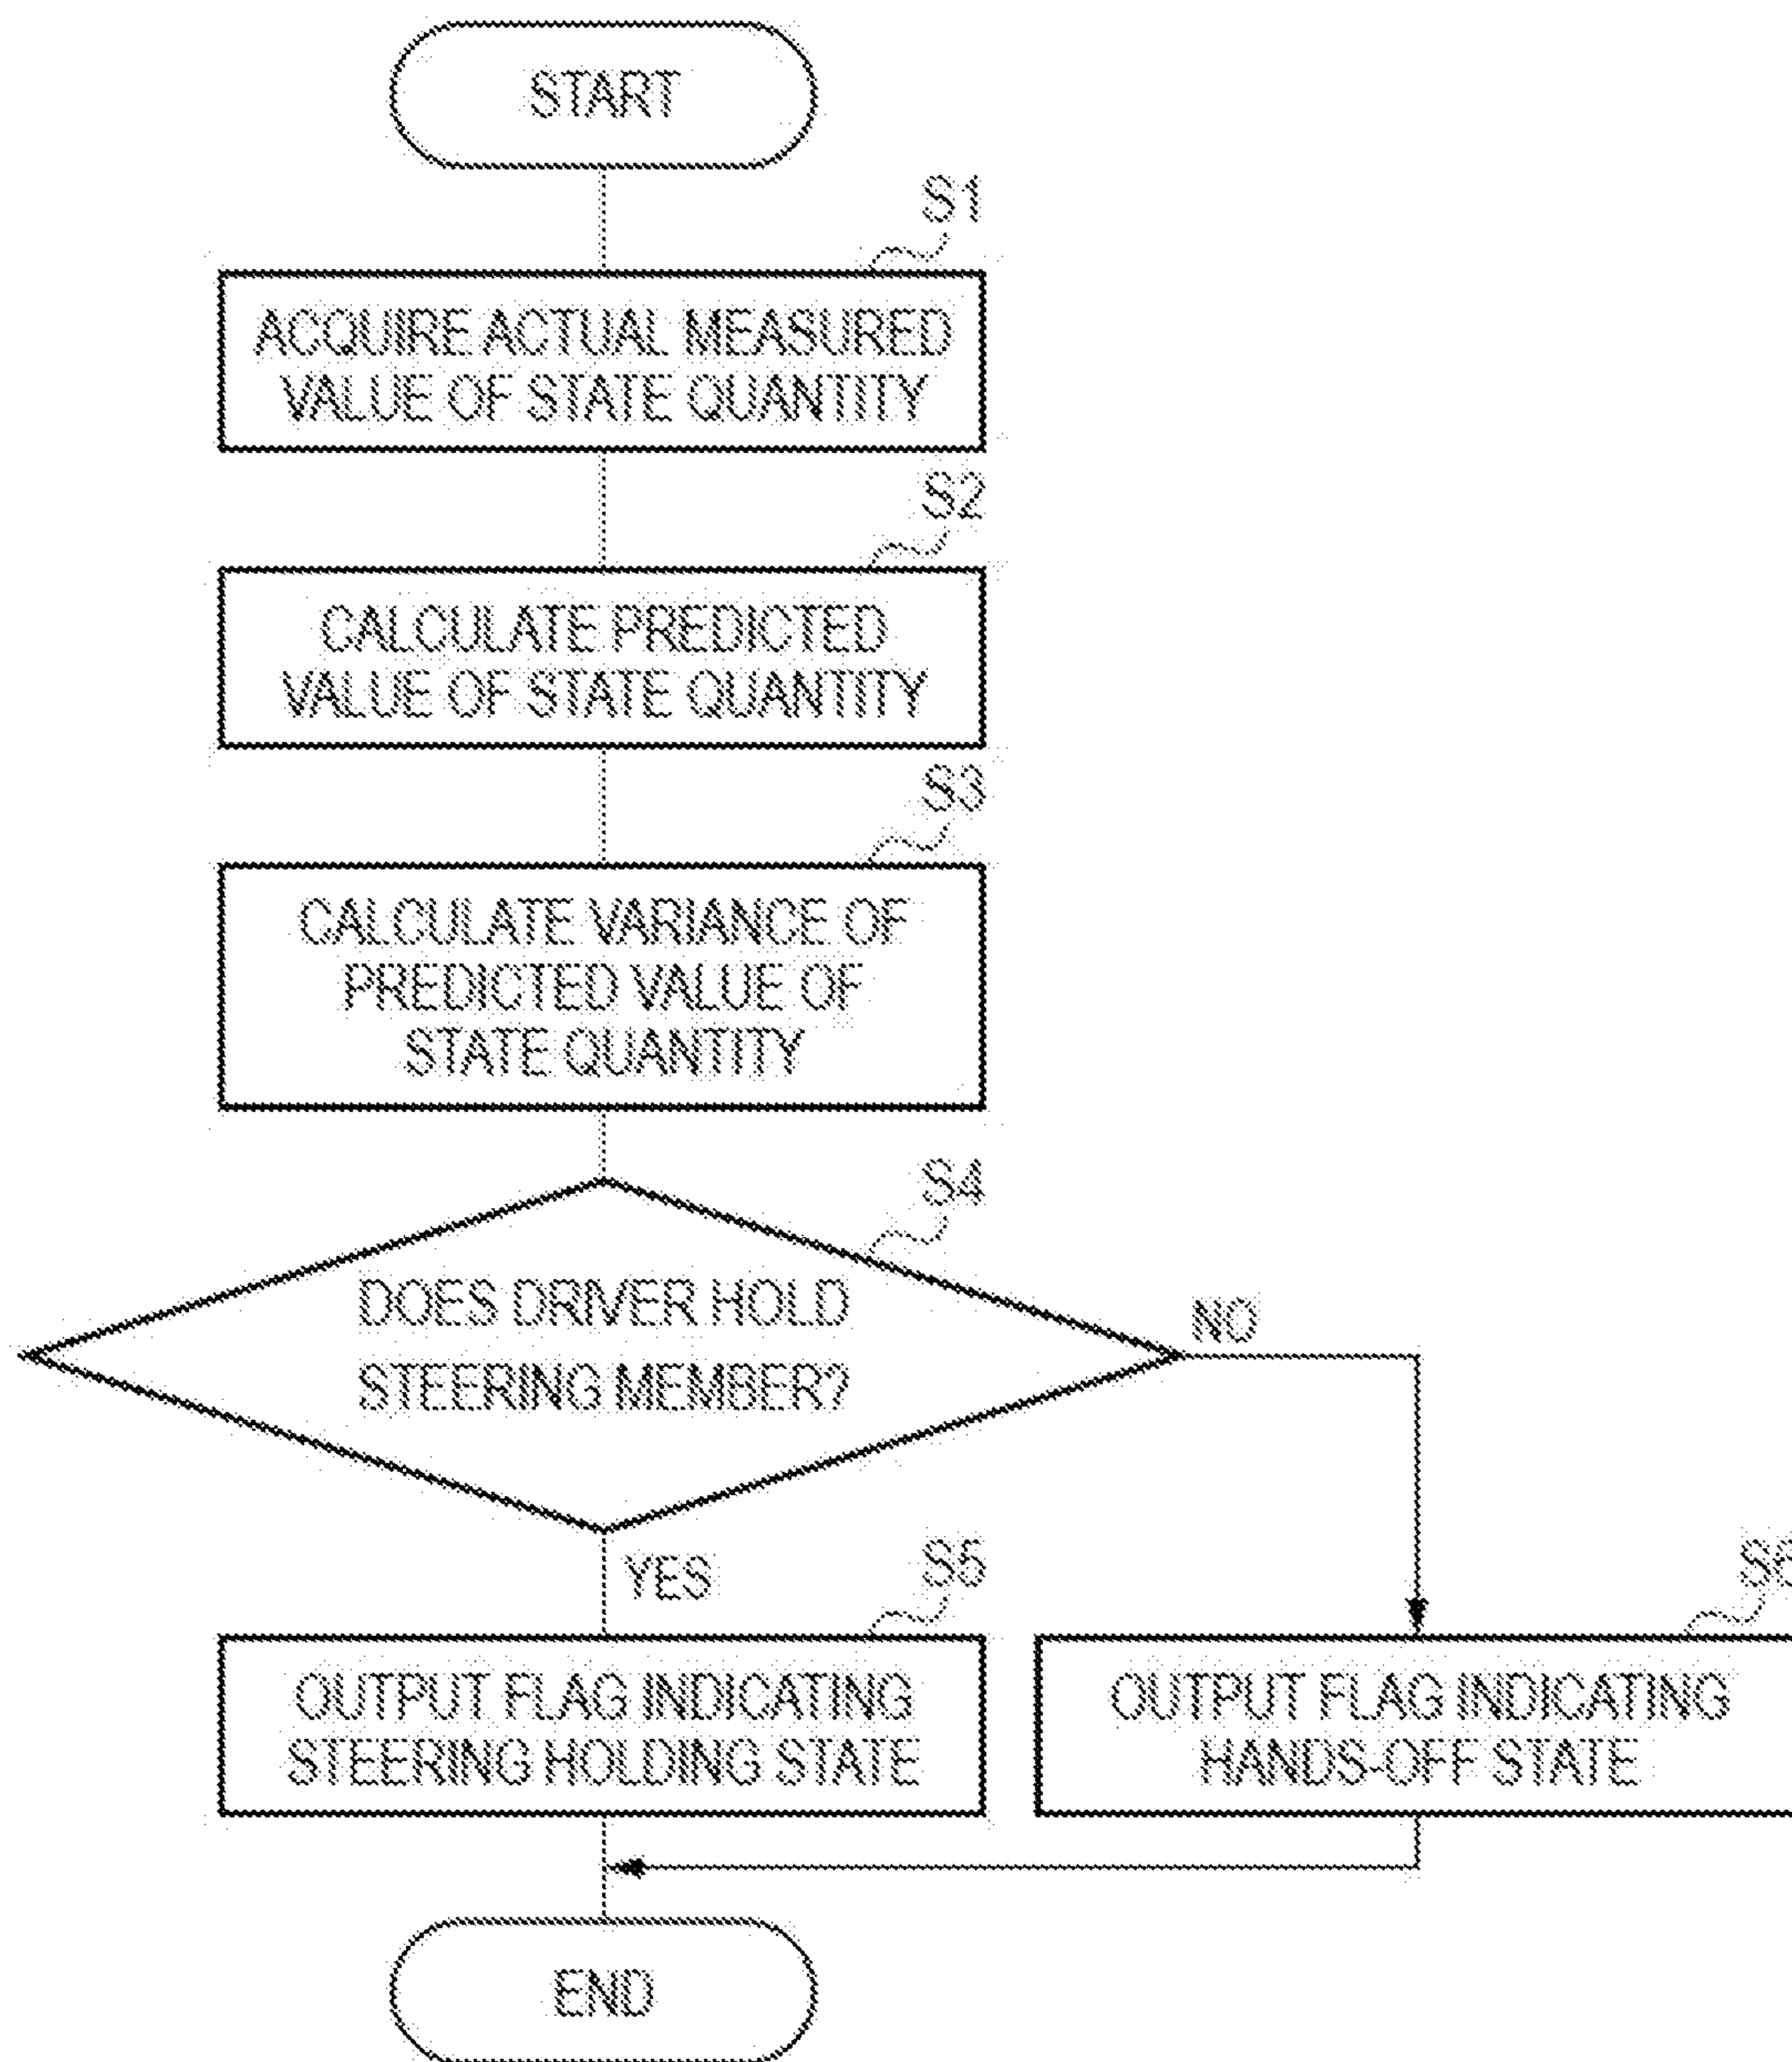 START
S1
ACQUIRE ACTUAL MEASURED
VALUE OF STATE QUANTITY
S2
CALCULATE PREDICTED
VALUE OF STATE QUANTITY
S3
CALCULATE VARIANCE OF
PREDICTED VALUE OF
STATE QUANTITY
S4
DOES DRIVER HOLD
STEERING MEMBER?
NO
YES
S5
OUTPUT FLAG INDICATING
STEERING HOLDING STATE
S6
OUTPUT FLAG INDICATING
HANDS-OFF STATE
END